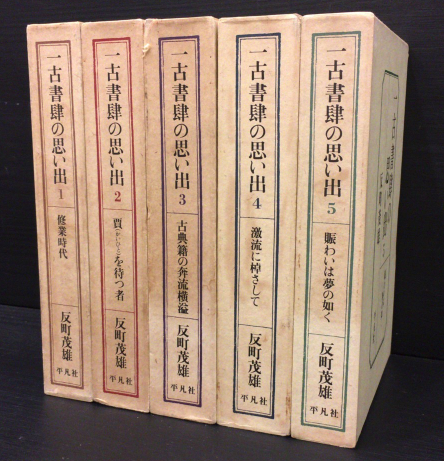 一古書肆の思い出
1
修業時代
反町茂雄
平凡社
一古書肆の思い出
2
賈を待つ者
反町茂雄
平凡社
一古書肆の思い出
3
古典籍の奔流横溢
反町茂雄
平凡社
一古書肆の思い出
4
激流に棹さして
反町茂雄
平凡社
一古書肆の思い出
5
賑わいは夢の如く
反町茂雄
平凡社